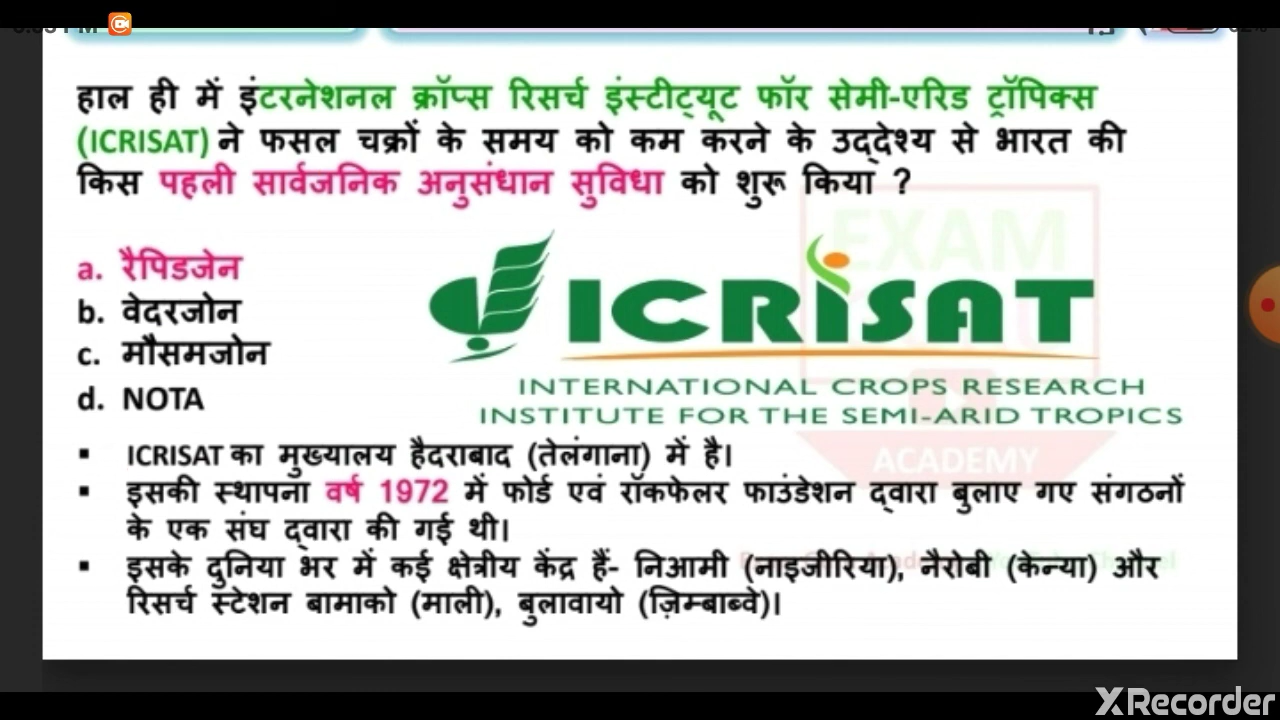 हाल ही में इंटरनेशनल क्रॉप्स रिसर्च इंस्टीट्यूट फॉर सेमी-एरिड ट्रॉपिक्स
(ICRISAT) ने फसल चक्रों के समय को कम करने के उद्देश्य से भारत की
किस पहली सार्वजनिक अनुसंधान सुविधा को शुरू किया ?
a. रैपिडजेन
b. वेदरजोन
c. मौसमजोन
d. NOTA
ICRISAT
INTERNATIONAL CROPS RESEARCH
INSTITUTE FOR THE SEMI-ARID TROPICS
EXAM
ACADEMY
▪ ICRISAT का मुख्यालय हैदराबाद (तेलंगाना) में है।
▪ इसकी स्थापना वर्ष 1972 में फोर्ड एवं रॉकफेलर फाउंडेशन द्वारा बुलाए गए संगठनों
के एक संघ द्वारा की गई थी।
▪ इसके दुनिया भर में कई क्षेत्रीय केंद्र हैं- निआमी (नाइजीरिया), नैरोबी (केन्या) और
रिसर्च स्टेशन बामाको (माली), बुलावायो (ज़िम्बाब्वे)।
XRecorder